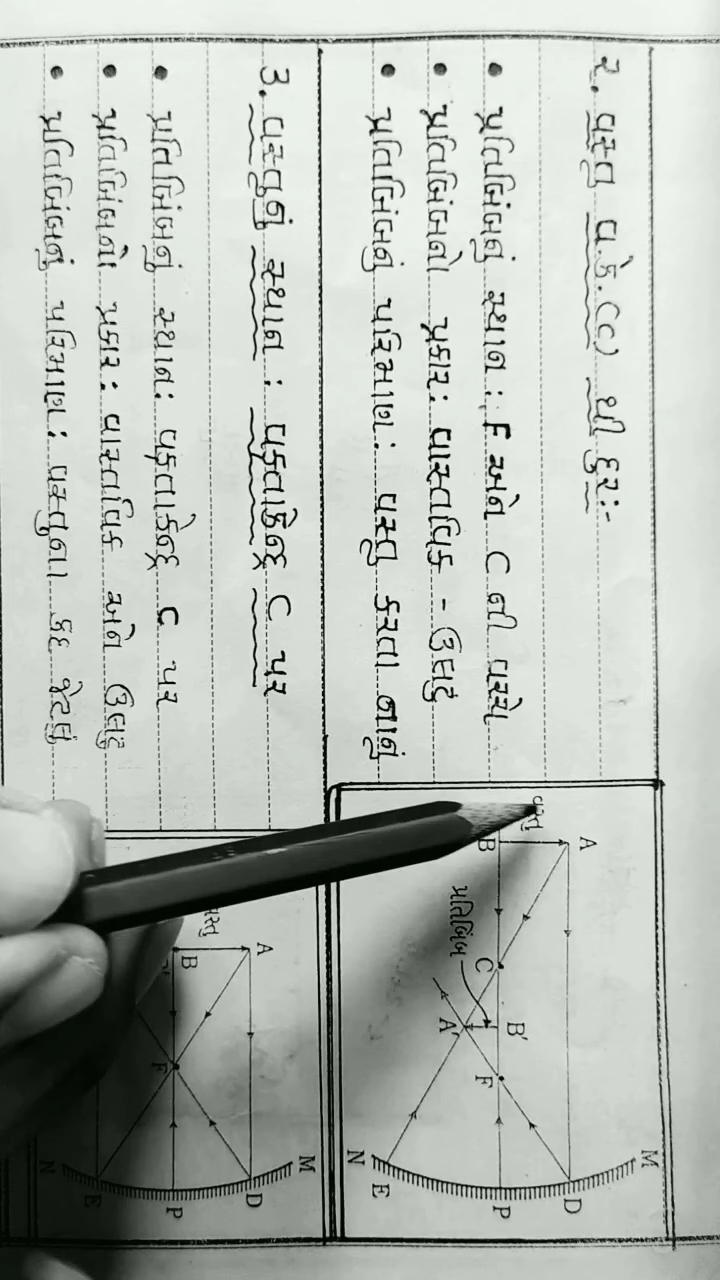 ૨. વસ્તુ વ.કે.(C) થી દુર:-
• પ્રતિબિંબનું સ્થાન : F અને C ની વચ્ચે
• પ્રતિબિંબનો પ્રકાર: વાસ્તવિક - ઉલટું
• પ્રતિબિંબનું પરિમાણ: વસ્તુ કરતા નાનું
A
વસ્તુ
B
C
પ્રતિબિંબ
B'
A'
F
M
D
P
E
N
3. વસ્તુનું સ્થાન : વક્રતાકેન્દ્ર C પર
• પ્રતિબિંબનું સ્થાન: વક્રતાકેન્દ્ર C પર
• પ્રતિબિંબનો પ્રકાર: વાસ્તવિક અને ઉલટુ
• પ્રતિબિંબનું પરિમાણ: વસ્તુના કદ જેટલું
A
B
F
M
D
P
E
N